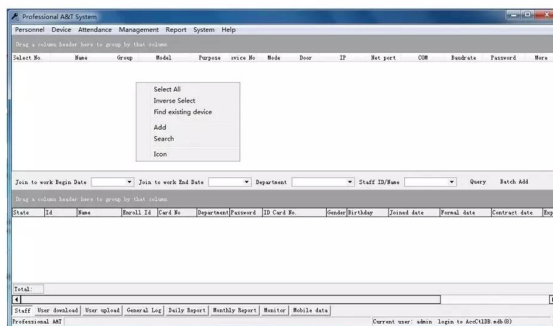 Professional A&T System
Personnel Device Attendance Management Report System Help
Drag a column header here to group by that column
Select No. Name Group Model Purpose rvice No Mode Door IP Net port COM Baudrate Password More
Select All
Inverse Select
Find existing device
Add
Search
Icon
Join to work Begin Date Join to work End Date Department Staff ID/Name Query Batch Add
Drag a column header here to group by that column
State Id Name Enroll Id Card No Department Password ID Card No. Gender Birthday Joined date Formal date Contract date Exp
Total:
Staff User download User upload General Log Daily Report Monthly Report Monitor Mobile data
Professional A&T Current user: admin login to AccCtlDB.mdb(8)